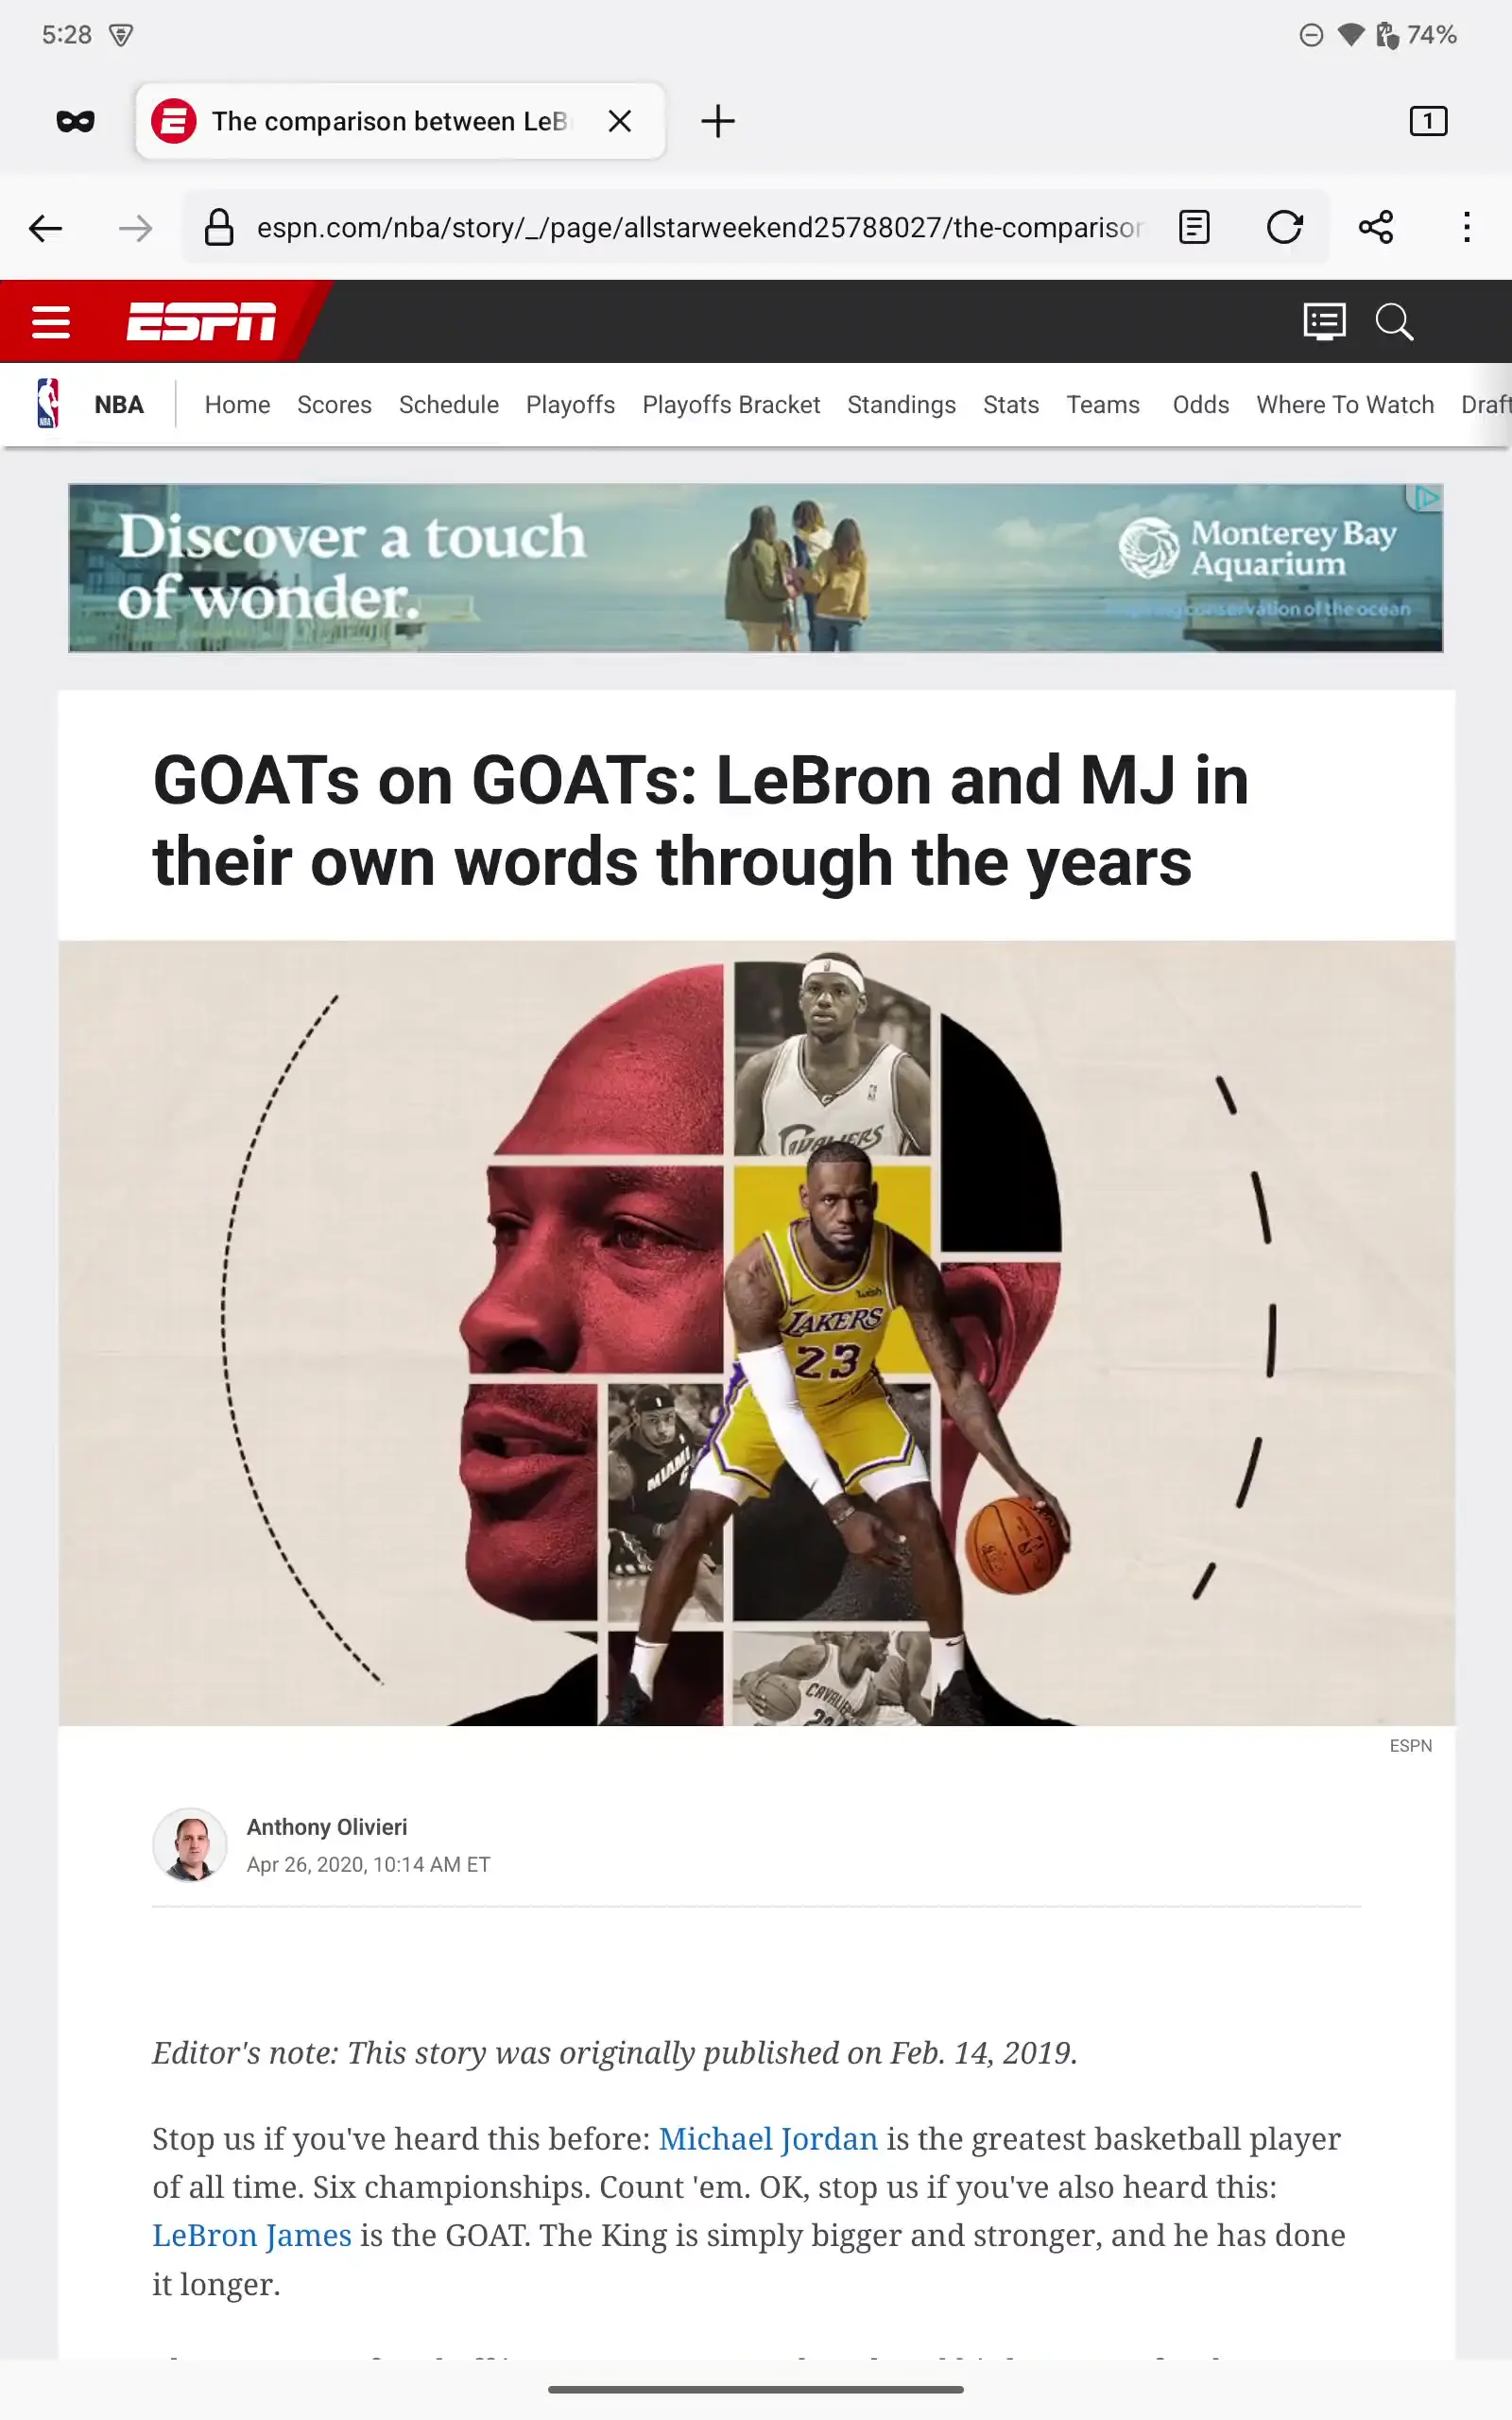 5:28
74%
The comparison between LeB
1
espn.com/nba/story/_/page/allstarweekend25788027/the-comparison
ESPN
NBA
Home
Scores
Schedule
Playoffs
Playoffs Bracket
Standings
Stats
Teams
Odds
Where To Watch
Draft
Discover a touch
of wonder.
Monterey Bay
Aquarium
conservation of the ocean
GOATs on GOATs: LeBron and MJ in
their own words through the years
CAVALIERS
wish
LAKERS
23
MIAMI
CAVALIERS
ESPN
Anthony Olivieri
Apr 26, 2020, 10:14 AM ET
Editor's note: This story was originally published on Feb. 14, 2019.
Stop us if you've heard this before: Michael Jordan is the greatest basketball player
of all time. Six championships. Count 'em. OK, stop us if you've also heard this:
LeBron James is the GOAT. The King is simply bigger and stronger, and he has done
it longer.